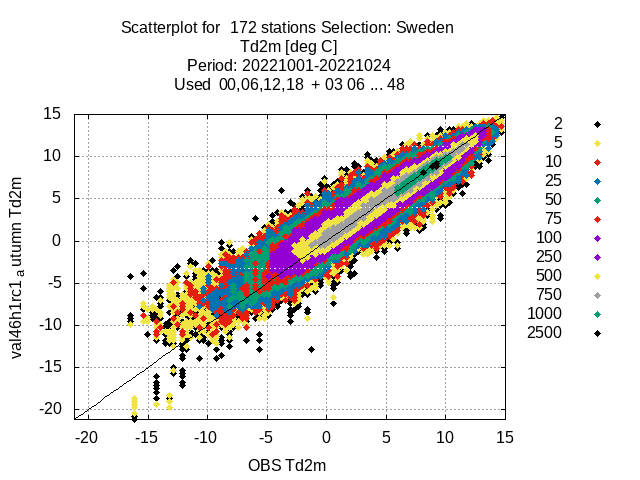 Scatterplot for 172 stations Selection: Sweden
Td2m [deg C]
Period: 20221001-20221024
Used 00,06,12,18 + 03 06 ... 48
val46h1rc1 a utumn Td2m
15
10
5
0
-5
-10
-15
-20
-20 -15 -10 -5 0 5 10 15
OBS Td2m
2
5
10
25
50
75
100
250
500
750
1000
2500